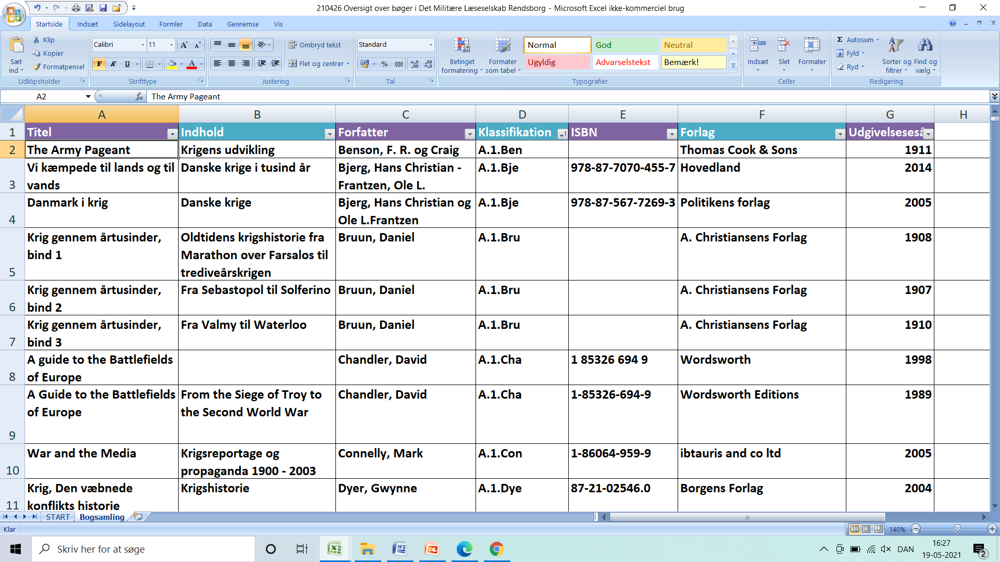 210426 Oversigt over bøger i Det Militære Læseselskab Rendsborg - Microsoft Excel ikke-kommerciel brug
Startside Indsæt Sidelayout Formler Data Gennemse Vis
Sæt ind
Klip
Kopier
Formatpensel
Udklipsholder
Calibri 11
F K U
Skrifttype
Ombryd tekst
Flet og centrer
Justering
Standard
% 000
Tal
Betinget formatering
Formater som tabel
Normal God Neutral
Ugyldig Advarselstekst Bemærk!
Typografier
Indsæt Slet Formater
Celler
Σ Autosum
Fyld
Ryd
Sorter og filtrer
Find og vælg
Redigering
A2 fx The Army Pageant
A B C D E F G H
1 Titel Indhold Forfatter Klassifikation ISBN Forlag Udgivelseseså
2 The Army Pageant Krigens udvikling Benson, F. R. og Craig A.1.Ben Thomas Cook & Sons 1911
Vi kæmpede til lands og til Danske krige i tusind år Bjerg, Hans Christian - A.1.Bje 978-87-7070-455-7 Hovedland 2014
3 vands Frantzen, Ole L.
Danmark i krig Danske krige Bjerg, Hans Christian og A.1.Bje 978-87-567-7269-3 Politikens forlag 2005
4 Ole L.Frantzen
Krig gennem årtusinder, Oldtidens krigshistorie fra Bruun, Daniel A.1.Bru A. Christiansens Forlag 1908
bind 1 Marathon over Farsalos til
5 trediveårskrigen
Krig gennem årtusinder, Fra Sebastopol til Solferino Bruun, Daniel A.1.Bru A. Christiansens Forlag 1907
6 bind 2
Krig gennem årtusinder, Fra Valmy til Waterloo Bruun, Daniel A.1.Bru A. Christiansens Forlag 1910
7 bind 3
A guide to the Battlefields Chandler, David A.1.Cha 1 85326 694 9 Wordsworth 1998
8 of Europe
A Guide to the Battlefields From the Siege of Troy to Chandler, David A.1.Cha 1-85326-694-9 Wordsworth Editions 1989
of Europe the Second World War
9
War and the Media Krigsreportage og Connelly, Mark A.1.Con 1-86064-959-9 ibtauris and co ltd 2005
10 propaganda 1900 - 2003
Krig, Den væbnede Krigshistorie Dyer, Gwynne A.1.Dye 87-21-02546.0 Borgens Forlag 2004
11 konflikts historie
START Bogsamling
Klar 140%
Skriv her for at søge
DAN
16:27
19-05-2021
2